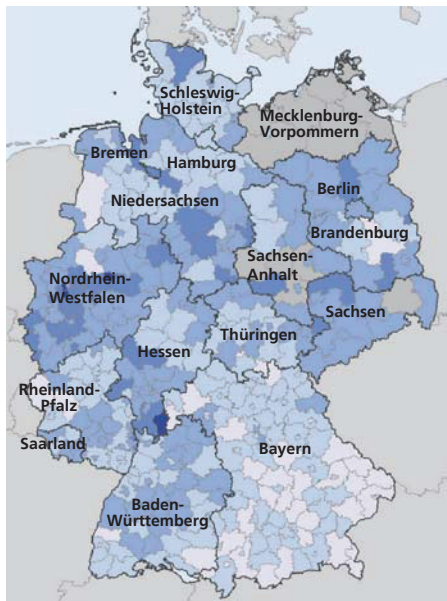 Schleswig-
Holstein
Mecklenburg-
Vorpommern
Bremen
Hamburg
Niedersachsen
Berlin
Brandenburg
Sachsen-
Anhalt
Nordrhein-
Westfalen
Sachsen
Thüringen
Hessen
Rheinland-
Pfalz
Saarland
Bayern
Baden-
Württemberg